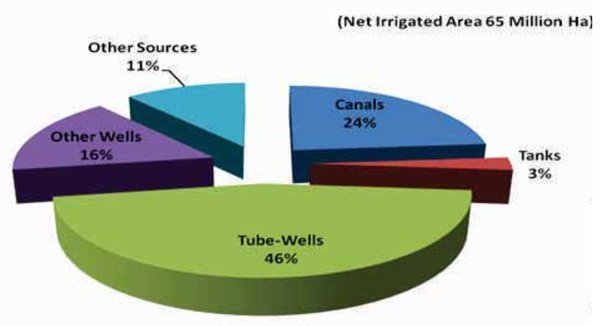 (Net Irrigated Area 65 Million Ha)
Other Sources
11%
Canals
24%
Other Wells
16%
Tanks
3%
Tube-Wells
46%